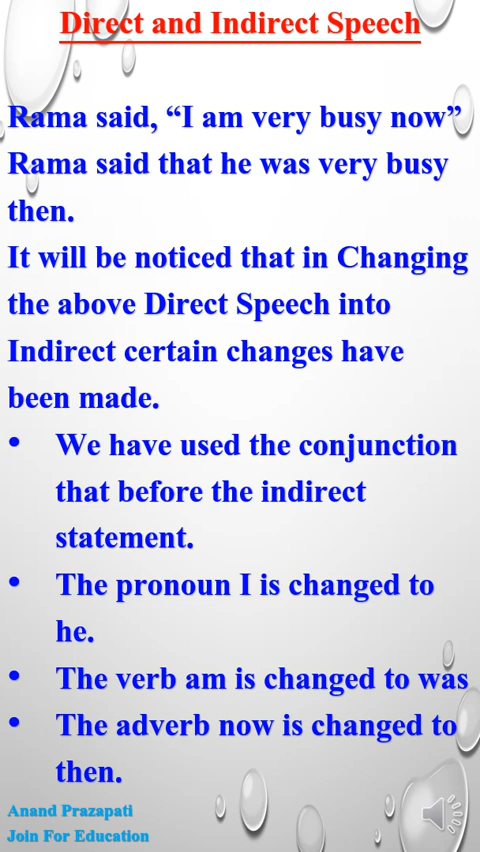 Direct and Indirect Speech
Rama said, “I am very busy now”
Rama said that he was very busy
then.
It will be noticed that in Changing
the above Direct Speech into
Indirect certain changes have
been made.
• We have used the conjunction
that before the indirect
statement.
• The pronoun I is changed to
he.
• The verb am is changed to was
• The adverb now is changed to
then.
Anand Prazapati
Join For Education